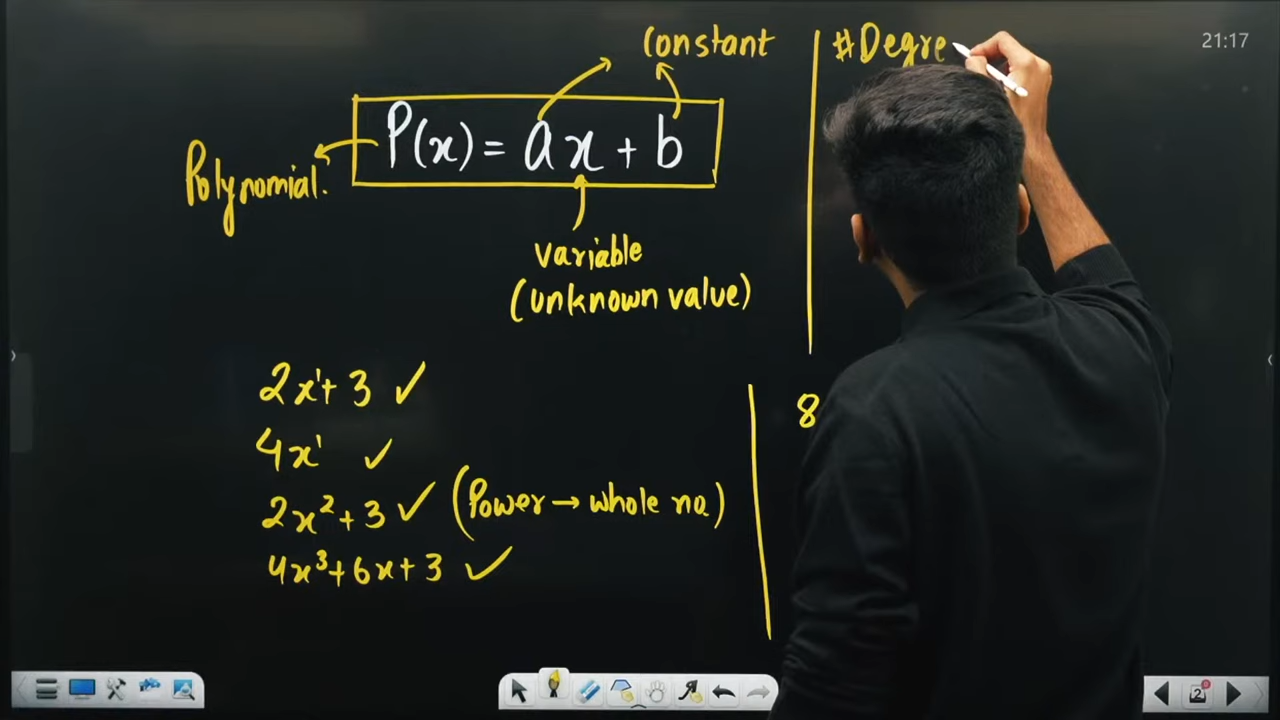 constant
#Degre
21:17
P(x) = ax + b
Polynomial.
variable
(unknown value)
2x¹+ 3 ✓
4x¹ ✓
2x²+3 ✓ (Power → whole no.)
4x³+6x+3 ✓
8
2